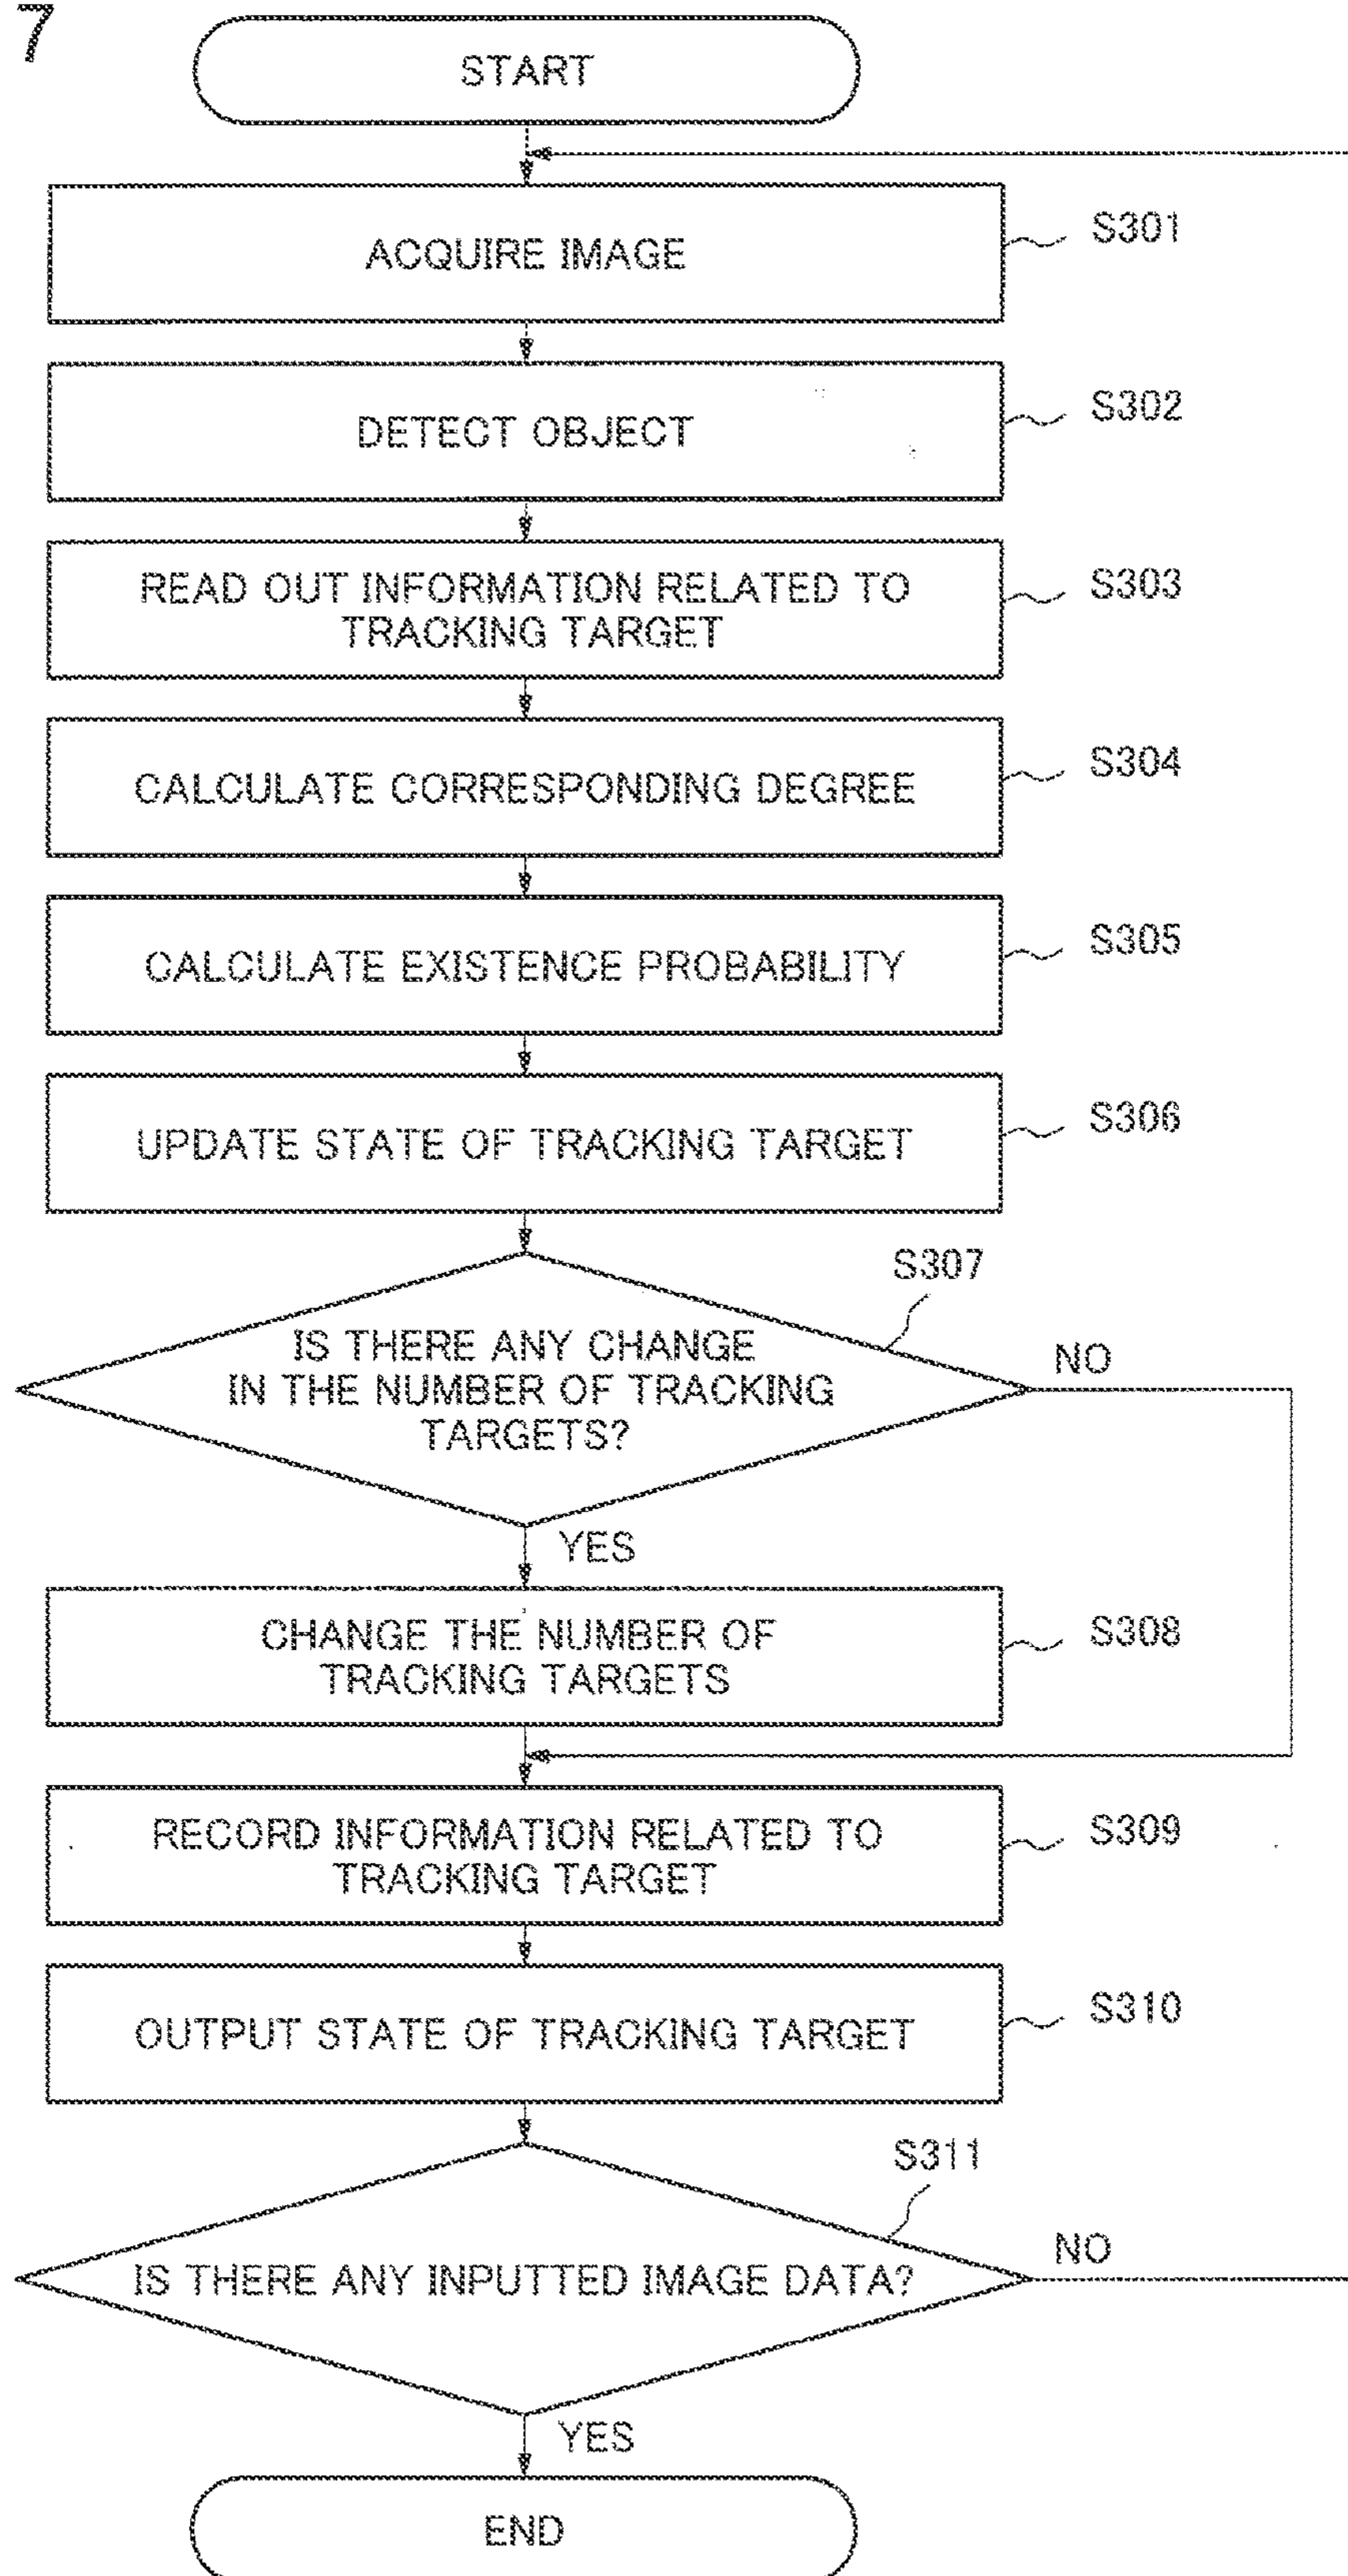 7
START
ACQUIRE IMAGE
S301
DETECT OBJECT
S302
READ OUT INFORMATION RELATED TO
TRACKING TARGET
S303
CALCULATE CORRESPONDING DEGREE
S304
CALCULATE EXISTENCE PROBABILITY
S305
UPDATE STATE OF TRACKING TARGET
S306
S307
IS THERE ANY CHANGE
IN THE NUMBER OF TRACKING
TARGETS?
NO
YES
CHANGE THE NUMBER OF
TRACKING TARGETS
S308
RECORD INFORMATION RELATED TO
TRACKING TARGET
S309
OUTPUT STATE OF TRACKING TARGET
S310
S311
IS THERE ANY INPUTTED IMAGE DATA?
NO
YES
END